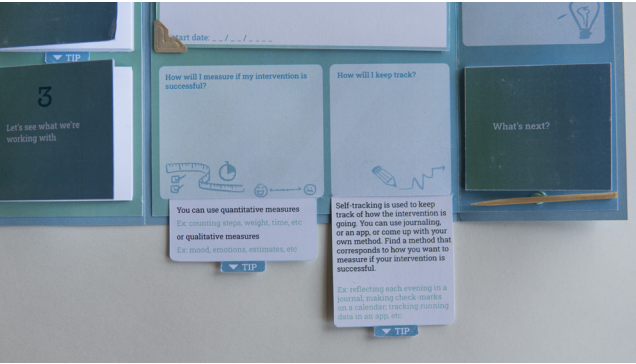 start date: _ _ / _ _ / _ _ _ _
TIP
3
Let's see what we're
working with
How will I measure if my intervention is
successful?
How will I keep track?
What's next?
You can use quantitative measures
Ex: counting steps, weight, time, etc
or qualitative measures
Ex: mood, emotions, estimates, etc
TIP
Self-tracking is used to keep
track of how the intervention is
going. You can use journaling,
or an app, or come up with your
own method. Find a method that
corresponds to how you want to
measure if your intervention is
successful.
Ex: reflecting each evening in a
journal, making check-marks
on a calendar, tracking running
data in an app, etc
TIP